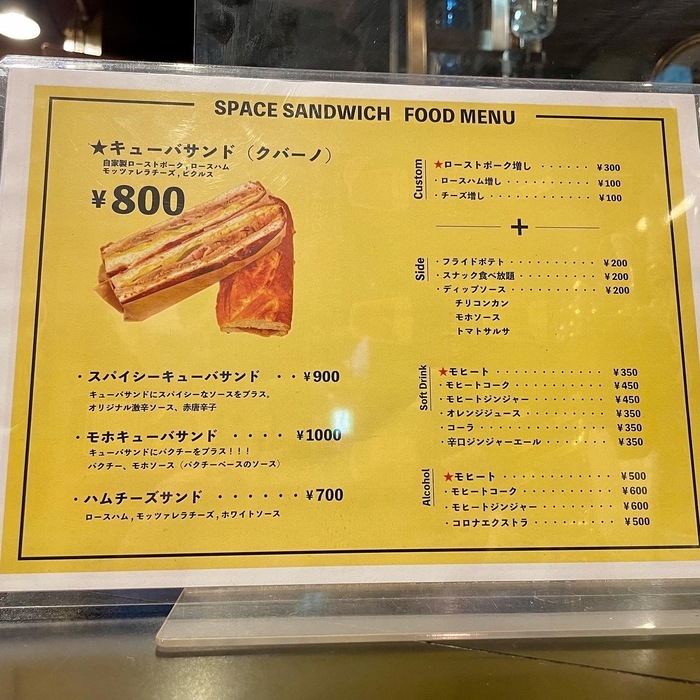 SPACE SANDWICH FOOD MENU
★キューバサンド（クバーノ）
自家製ローストポーク,ロースハム
モッツァレラチーズ,ピクルス
¥800
・スパイシーキューバサンド ・・¥900
キューバサンドにスパイシーなソースをプラス。
オリジナル激辛ソース、赤唐辛子
・モホキューバサンド ・・・・ ¥1000
キューバサンドにパクチーをプラス！！！
パクチー、モホソース（パクチーベースのソース）
・ハムチーズサンド ・・・・・・¥700
ロースハム,モッツァレラチーズ,ホワイトソース
Custom
★ローストポーク増し ・・・・・・ ¥300
・ロースハム増し ・・・・・・・・・ ¥100
・チーズ増し ・・・・・・・・・・・・ ¥100
+
Side
・フライドポテト ・・・・・・・・・・ ¥200
・スナック食べ放題 ・・・・・・・・ ¥200
・ディップソース ・・・・・・・・・・ ¥200
チリコンカン
モホソース
トマトサルサ
Soft Drink
★モヒート ・・・・・・・・・・・・ ¥350
・モヒートコーク ・・・・・・・・・・ ¥450
・モヒートジンジャー ・・・・・・・・ ¥450
・オレンジジュース ・・・・・・・・・ ¥350
・コーラ ・・・・・・・・・・・・・・ ¥350
・辛口ジンジャーエール ・・・・・・・ ¥350
Alcohol
★モヒート ・・・・・・・・・・・・ ¥500
・モヒートコーク ・・・・・・・・・・ ¥600
・モヒートジンジャー ・・・・・・・・ ¥600
・コロナエクストラ ・・・・・・・・・ ¥500